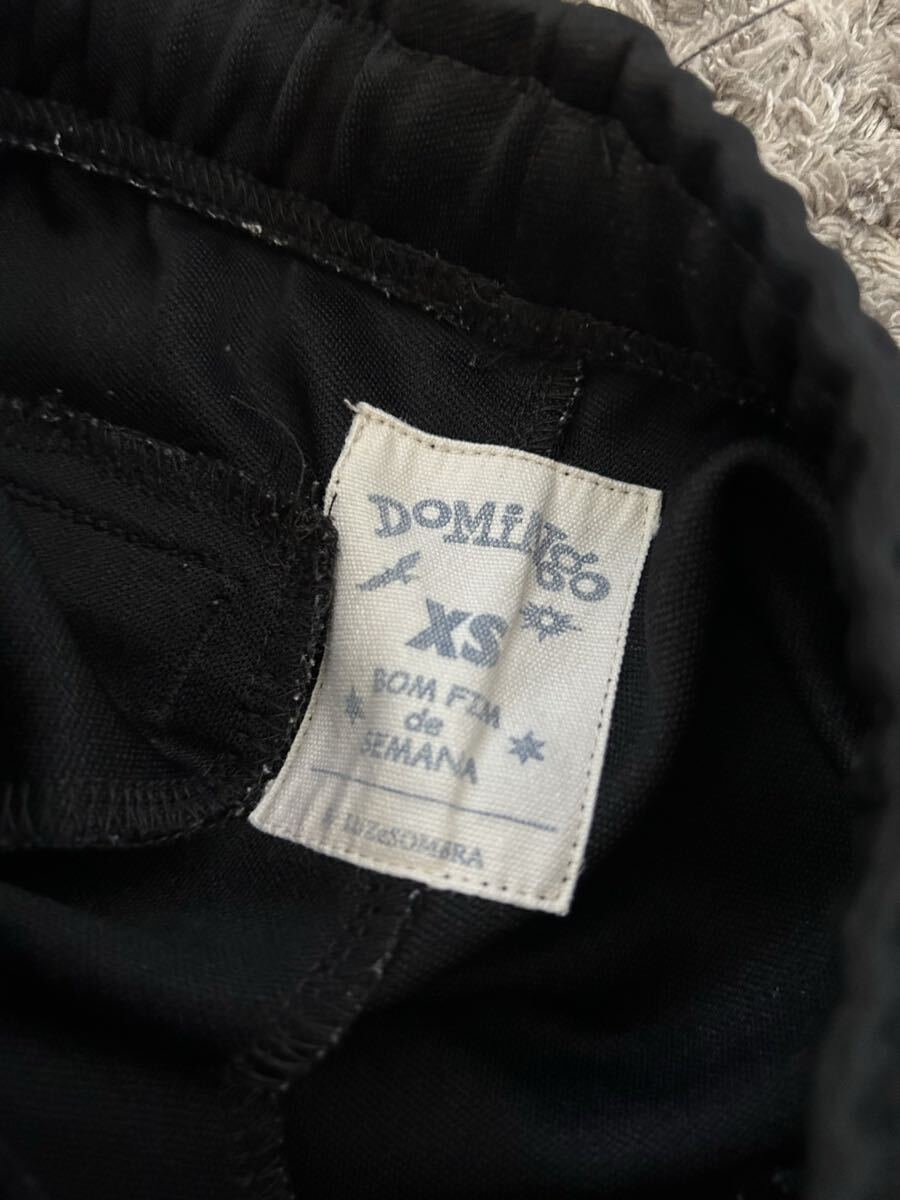 DOMiNgo
XS
BOM FIM
de
SEMANA
LUZeSOMBRA